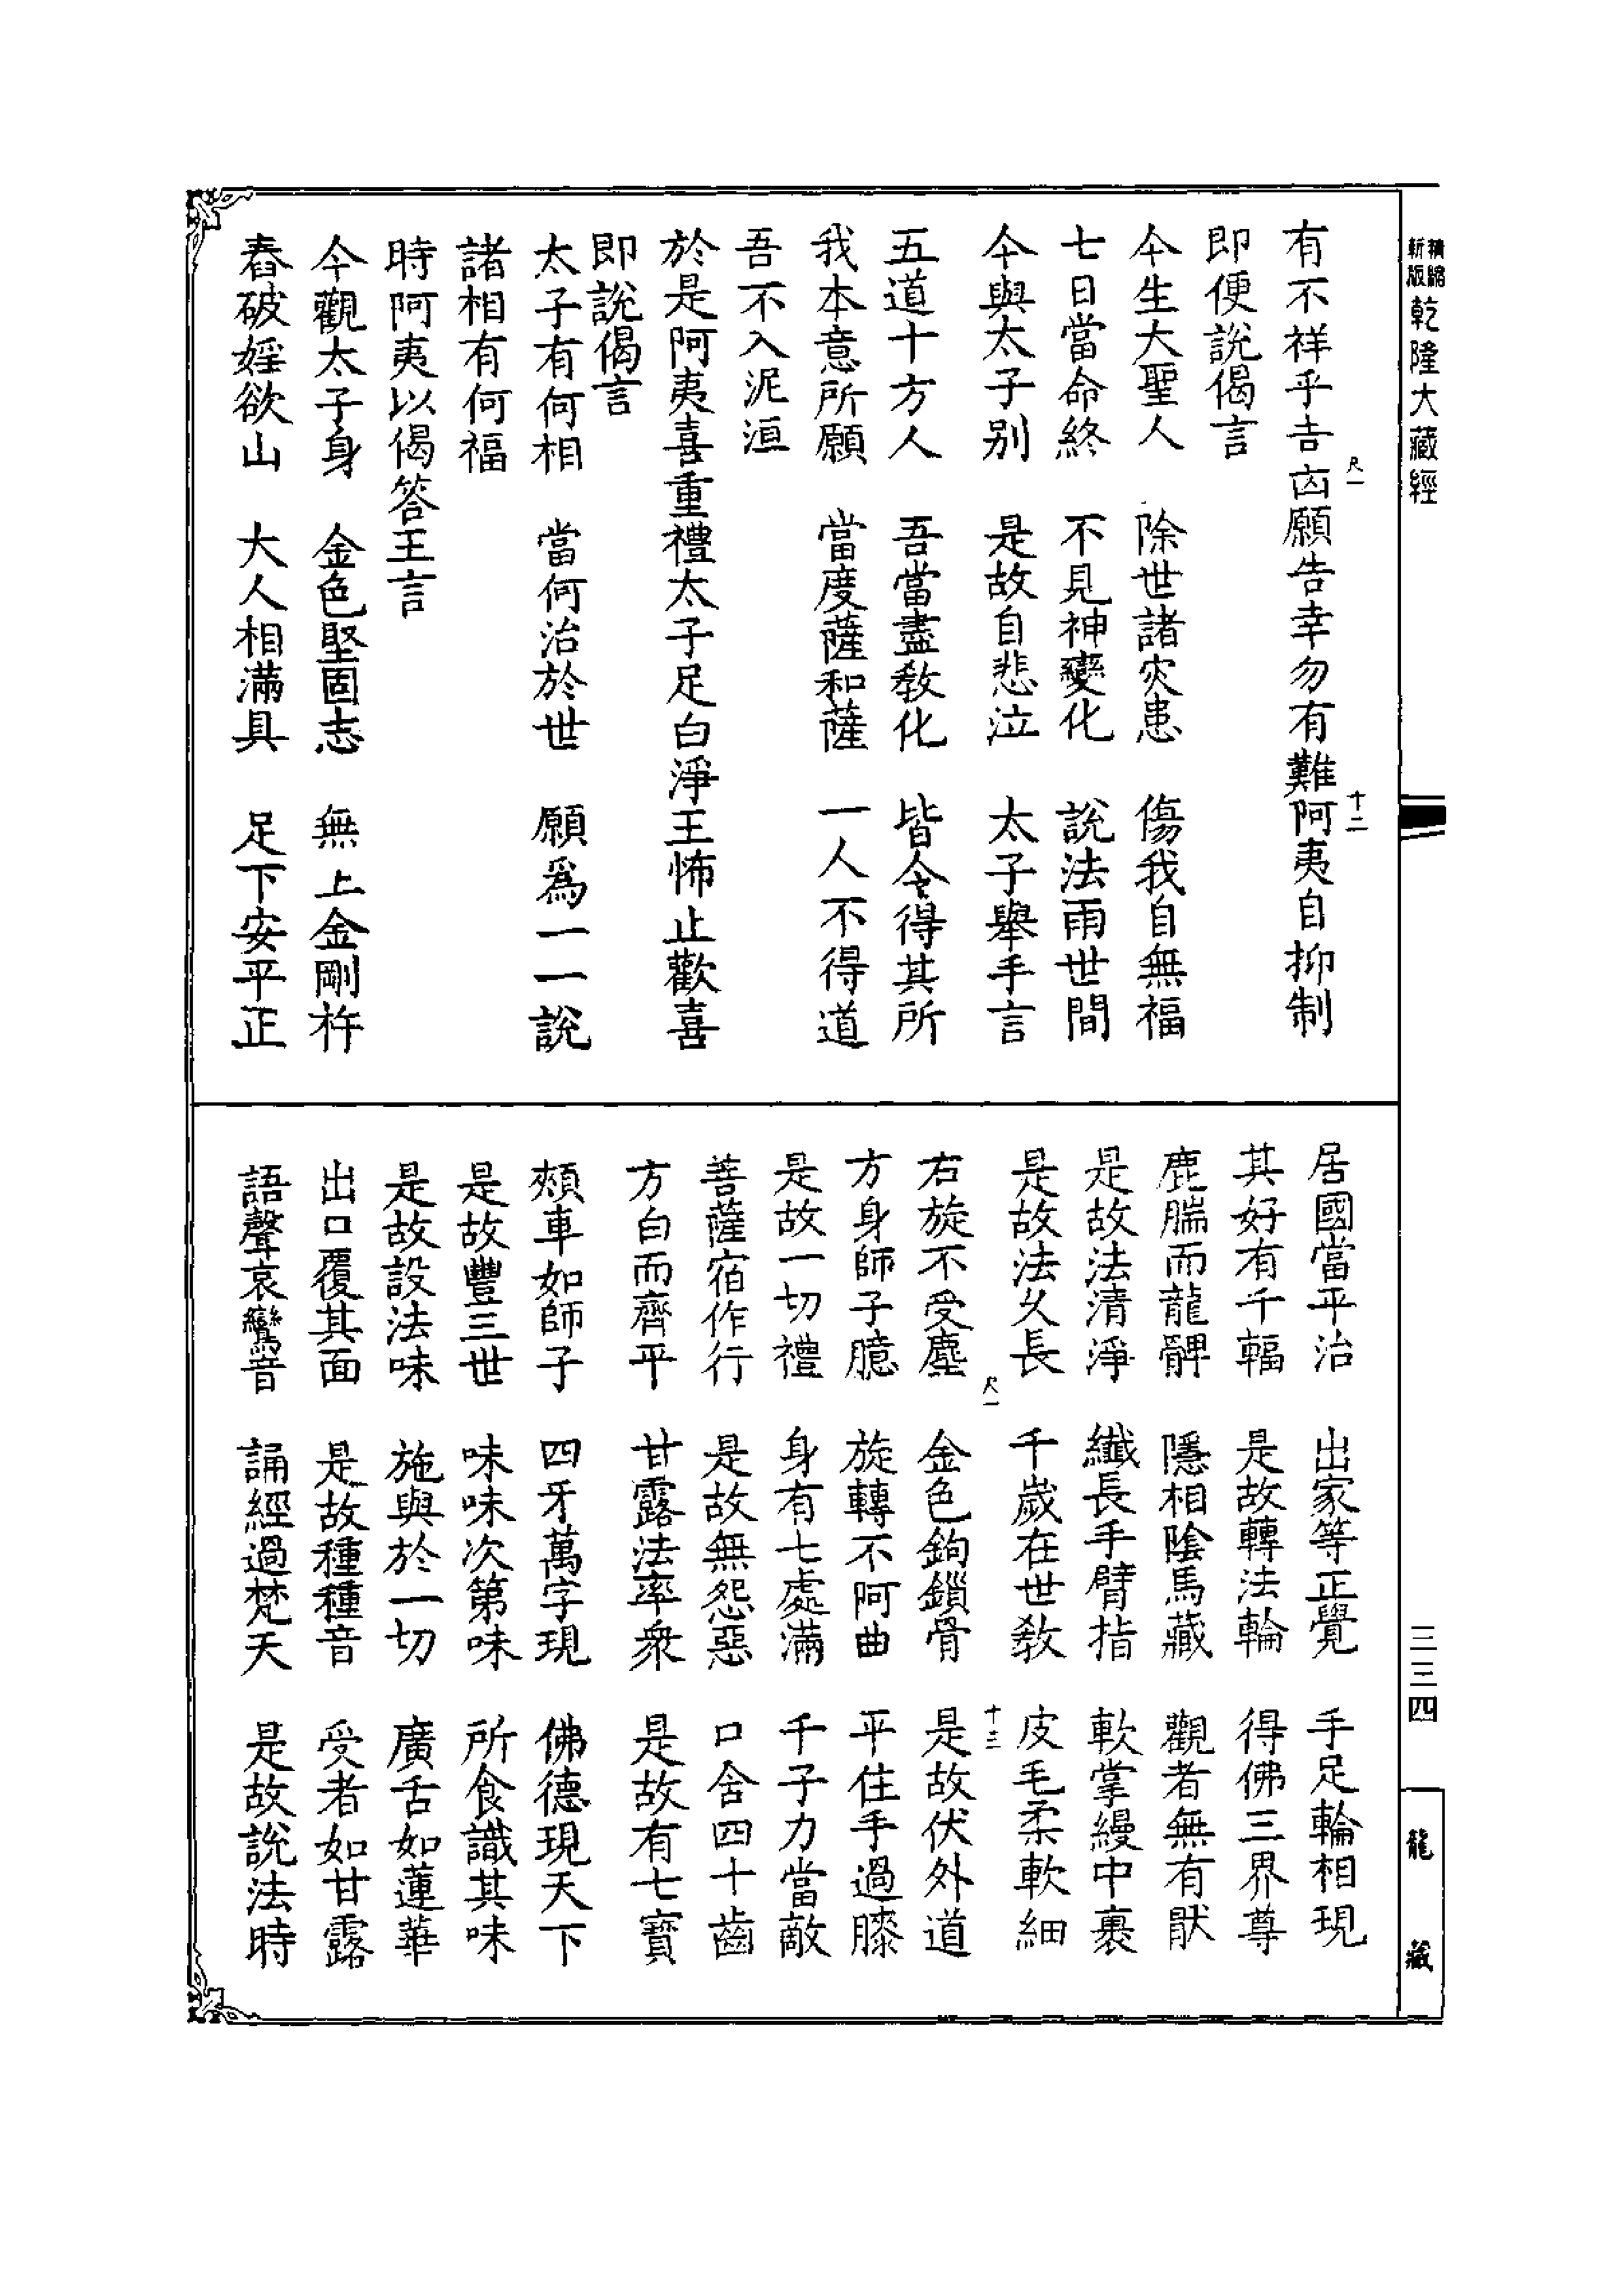 精縮
新版
乾隆大藏經
三三四
龍藏
有不祥乎吉凶願告幸勿有難阿夷自抑制
尺一
十二
即便說偈言
今生大聖人　除世諸灾患　傷我自無福
七日當命終　不見神變化　說法雨世間
今與太子別　是故自悲泣　太子舉手言
五道十方人　吾當盡教化　皆令得其所
我本意所願　當度薩和薩　一人不得道
吾不入泥洹
於是阿夷喜重禮太子足白淨王怖止歡喜
即說偈言
太子有何相　當何治於世　願為一一說
諸相有何福
時阿夷以偈答王言
今觀太子身　金色堅固志　無上金剛杵
舂破婬欲山　大人相滿具　足下安平正
居國當平治　出家等正覺　手足輪相現
其好有千輻　是故轉法輪　得佛三界尊
鹿腨而龍髀　隱相陰馬藏　觀者無有猒
是故法清淨　纖長手臂指　軟掌縵中裹
是故法久長　千歲在世教　皮毛柔軟細
尺一
十三
右旋不受塵　金色鉤鎖骨　是故伏外道
方身師子臆　旋轉不阿曲　平住手過膝
是故一切禮　身有七處滿　千子力當敵
菩薩宿作行　是故無怨惡　口含四十齒
方白而齊平　甘露法率衆　是故有七寶
頰車如師子　四牙萬字現　佛德現天下
是故豐三世　味味次第味　所食識其味
是故設法味　施與於一切　廣舌如蓮華
出口覆其面　是故種種音　受者如甘露
語聲哀鸞音　誦經過梵天　是故說法時